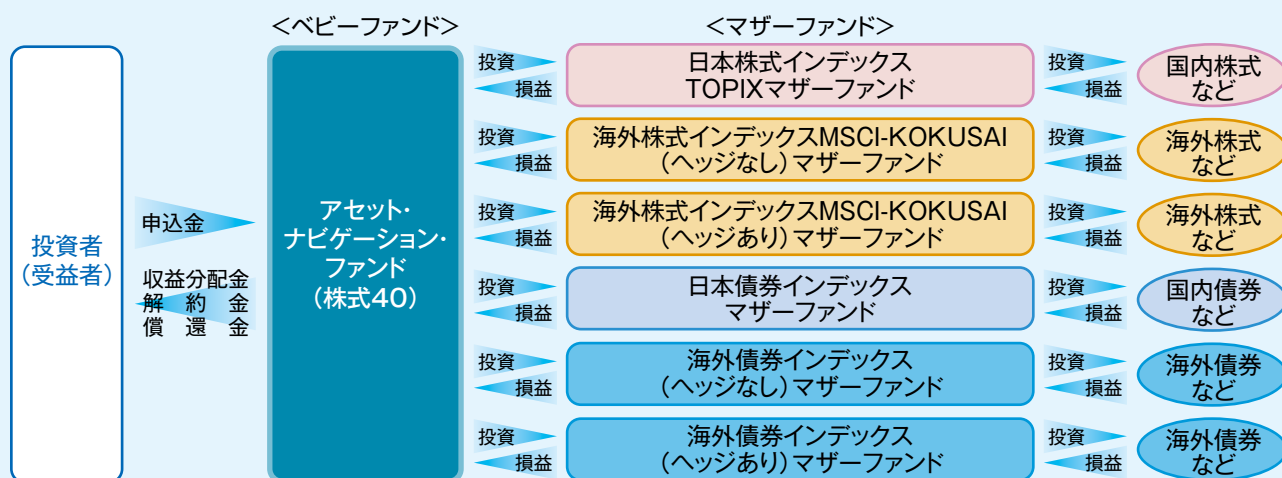 <ベビーファンド>
<マザーファンド>
投資者
（受益者）
申込金
収益分配金
解約金
償還金
アセット・
ナビゲーション・
ファンド
（株式40）
投資
損益
日本株式インデックス
TOPIXマザーファンド
投資
損益
国内株式
など
投資
損益
海外株式インデックスMSCI-KOKUSAI
（ヘッジなし）マザーファンド
投資
損益
海外株式
など
投資
損益
海外株式インデックスMSCI-KOKUSAI
（ヘッジあり）マザーファンド
投資
損益
海外株式
など
投資
損益
日本債券インデックス
マザーファンド
投資
損益
国内債券
など
投資
損益
海外債券インデックス
（ヘッジなし）マザーファンド
投資
損益
海外債券
など
投資
損益
海外債券インデックス
（ヘッジあり）マザーファンド
投資
損益
海外債券
など